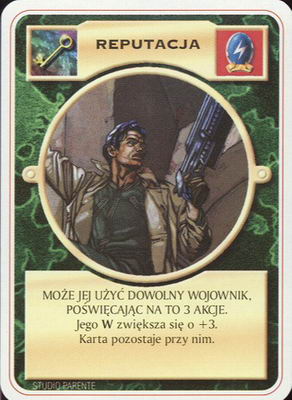 REPUTACJA
MOŻE JEJ UŻYĆ DOWOLNY WOJOWNIK,
POŚWIĘCAJĄC NA TO 3 AKCJE.
Jego W zwiększa się o +3.
Karta pozostaje przy nim.
STUDIO PARENTE